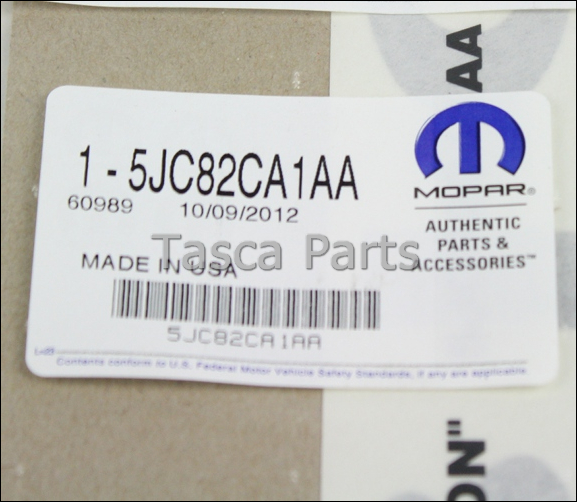 AA
1 - 5JC82CA1AA
60989 10/09/2012
MOPAR®
AUTHENTIC
PARTS &
ACCESSORIES™
Tasca Parts
MADE IN USA
5JC82CA1AA
Contents conform to U.S. Federal Motor Vehicle Safety Standards, if any are applicable
ON"